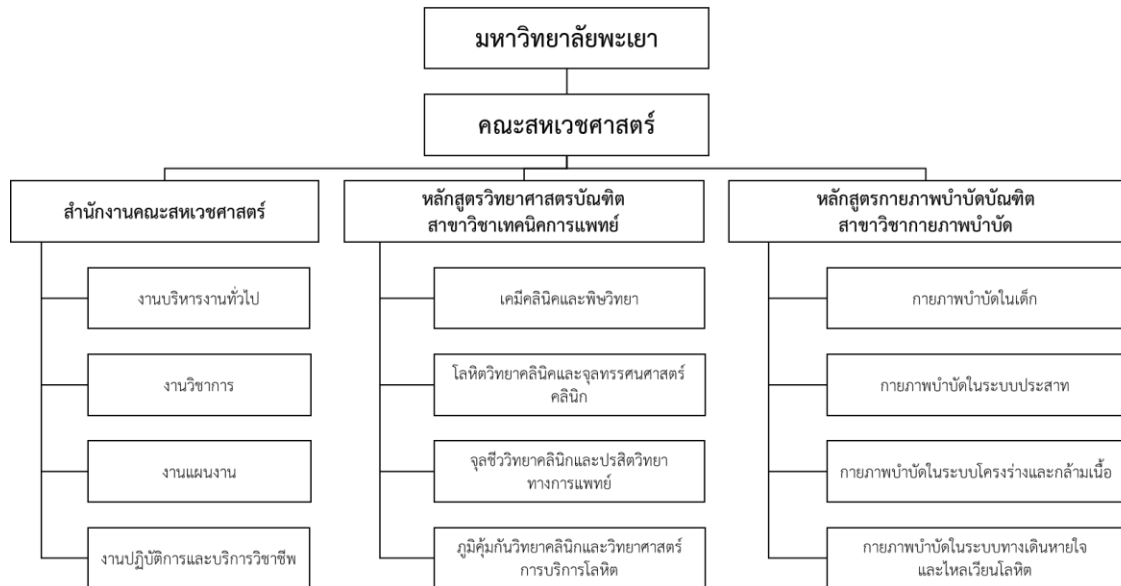 มหาวิทยาลัยพะเยา
คณะสหเวชศาสตร์
สำนักงานคณะสหเวชศาสตร์
งานบริหารงานทั่วไป
งานวิชาการ
งานแผนงาน
งานปฏิบัติการและบริการวิชาชีพ
หลักสูตรวิทยาศาสตรบัณฑิต
สาขาวิชาเทคนิคการแพทย์
เคมีคลินิกและพิษวิทยา
โลหิตวิทยาคลินิกและจุลทรรศนศาสตร์
คลินิก
จุลชีววิทยาคลินิกและปรสิตวิทยา
ทางการแพทย์
ภูมิคุ้มกันวิทยาคลินิกและวิทยาศาสตร์
การบริการโลหิต
หลักสูตรกายภาพบำบัดบัณฑิต
สาขาวิชากายภาพบำบัด
กายภาพบำบัดในเด็ก
กายภาพบำบัดในระบบประสาท
กายภาพบำบัดในระบบโครงร่างและกล้ามเนื้อ
กายภาพบำบัดในระบบทางเดินหายใจ
และไหลเวียนโลหิต